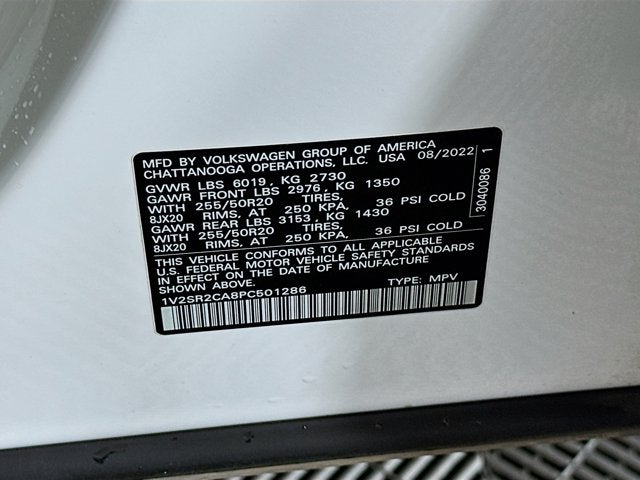 MFD BY VOLKSWAGEN GROUP OF AMERICA
CHATTANOOGA OPERATIONS, LLC. USA 08/2022
GVWR LBS 6019, KG 2730
GAWR FRONT LBS 2976, KG 1350
WITH 255/50R20 TIRES,
8JX20 RIMS, AT 250 KPA, 36 PSI COLD
GAWR REAR LBS 3153, KG 1430
WITH 255/50R20 TIRES,
8JX20 RIMS, AT 250 KPA, 36 PSI COLD
THIS VEHICLE CONFORMS TO ALL APPLICABLE
U.S. FEDERAL MOTOR VEHICLE SAFETY STANDARDS
IN EFFECT ON THE DATE OF MANUFACTURE
SHOWN ABOVE.
1V2SR2CA8PC501286 TYPE: MPV
3040086 1